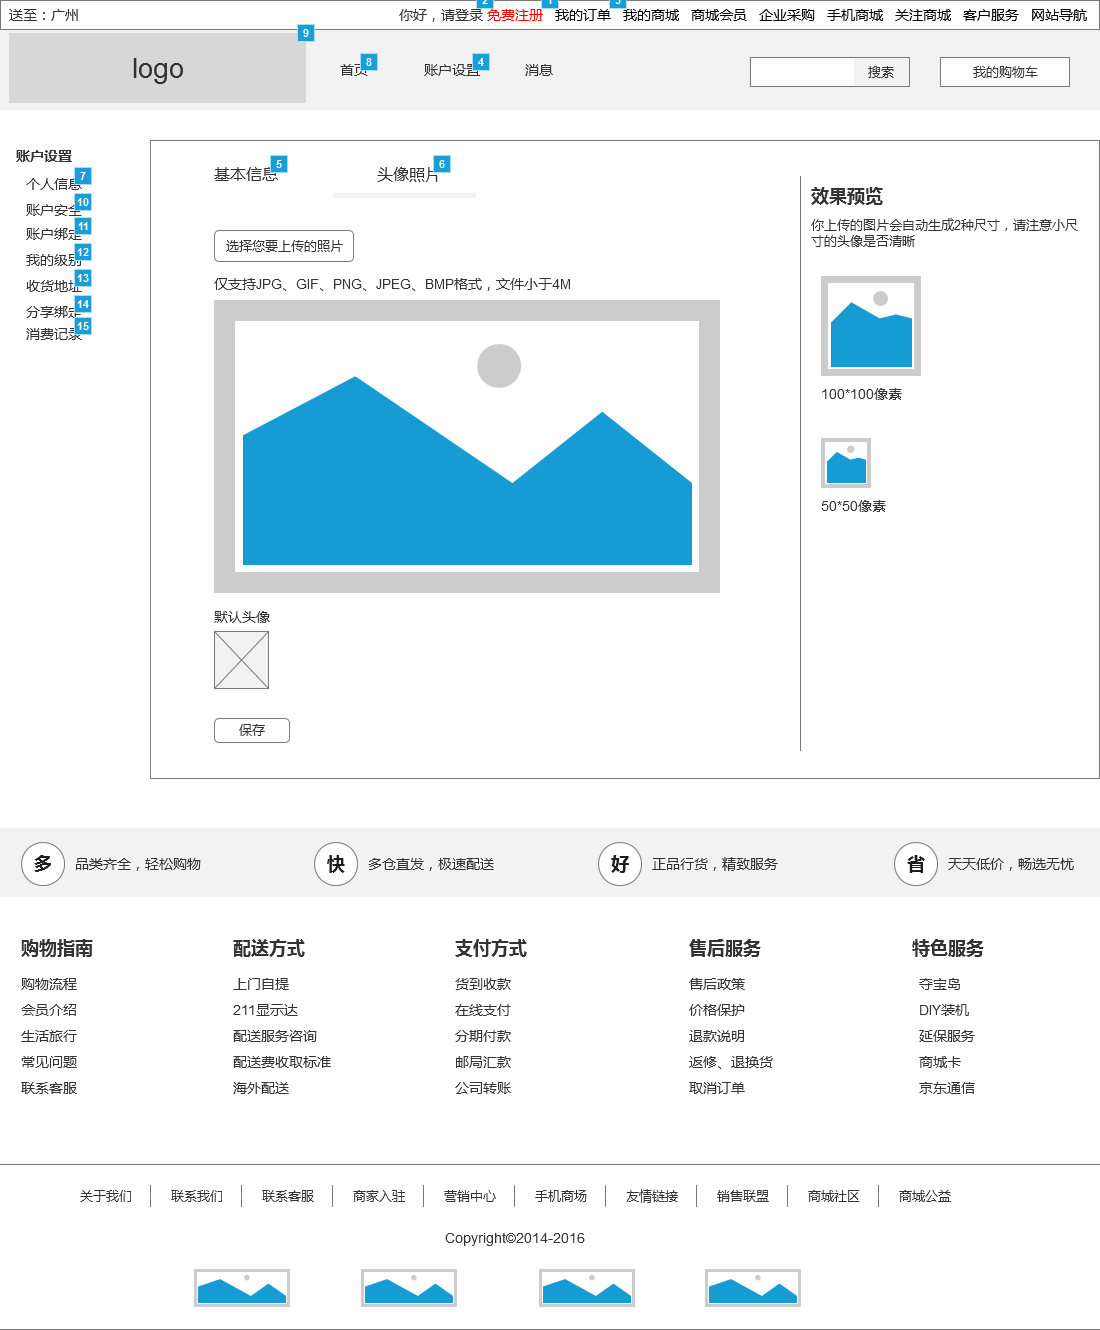 送至：广州
你好，请登录 免费注册 我的订单 我的商城 商城会员 企业采购 手机商城 关注商城 客户服务 网站导航
2 1 3
9
logo
首页 8 账户设置 4 消息
搜索
我的购物车
账户设置
个人信息 7
账户安全 10
账户绑定 11
我的级别 12
收货地址 13
分享绑定 14
消费记录 15
基本信息 5 头像照片 6
选择您要上传的照片
仅支持JPG、GIF、PNG、JPEG、BMP格式，文件小于4M
默认头像
保存
效果预览
你上传的图片会自动生成2种尺寸，请注意小尺
寸的头像是否清晰
100*100像素
50*50像素
多 品类齐全，轻松购物
快 多仓直发，极速配送
好 正品行货，精致服务
省 天天低价，畅选无忧
购物指南
购物流程
会员介绍
生活旅行
常见问题
联系客服
配送方式
上门自提
211显示达
配送服务咨询
配送费收取标准
海外配送
支付方式
货到收款
在线支付
分期付款
邮局汇款
公司转账
售后服务
售后政策
价格保护
退款说明
返修、退换货
取消订单
特色服务
夺宝岛
DIY装机
延保服务
商城卡
京东通信
关于我们 联系我们 联系客服 商家入驻 营销中心 手机商场 友情链接 销售联盟 商城社区 商城公益
Copyright©2014-2016